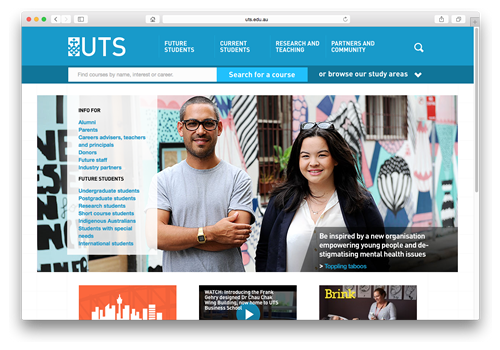 uts.edu.au
UTS
FUTURE
STUDENTS
CURRENT
STUDENTS
RESEARCH AND
TEACHING
PARTNERS AND
COMMUNITY
Find courses by name, interest or career.
Search for a course
or browse our study areas
INFO FOR
Alumni
Parents
Careers advisers, teachers
and principals
Donors
Future staff
Industry partners
FUTURE STUDENTS
Undergraduate students
Postgraduate students
Research students
Short course students
Indigenous Australians
Students with special
needs
International students
Be inspired by a new organisation
empowering young people and de-
stigmatising mental health issues
> Toppling taboos
WATCH: Introducing the Frank
Gehry designed Dr Chau Chak
Wing Building, now home to UTS
Business School
Brink